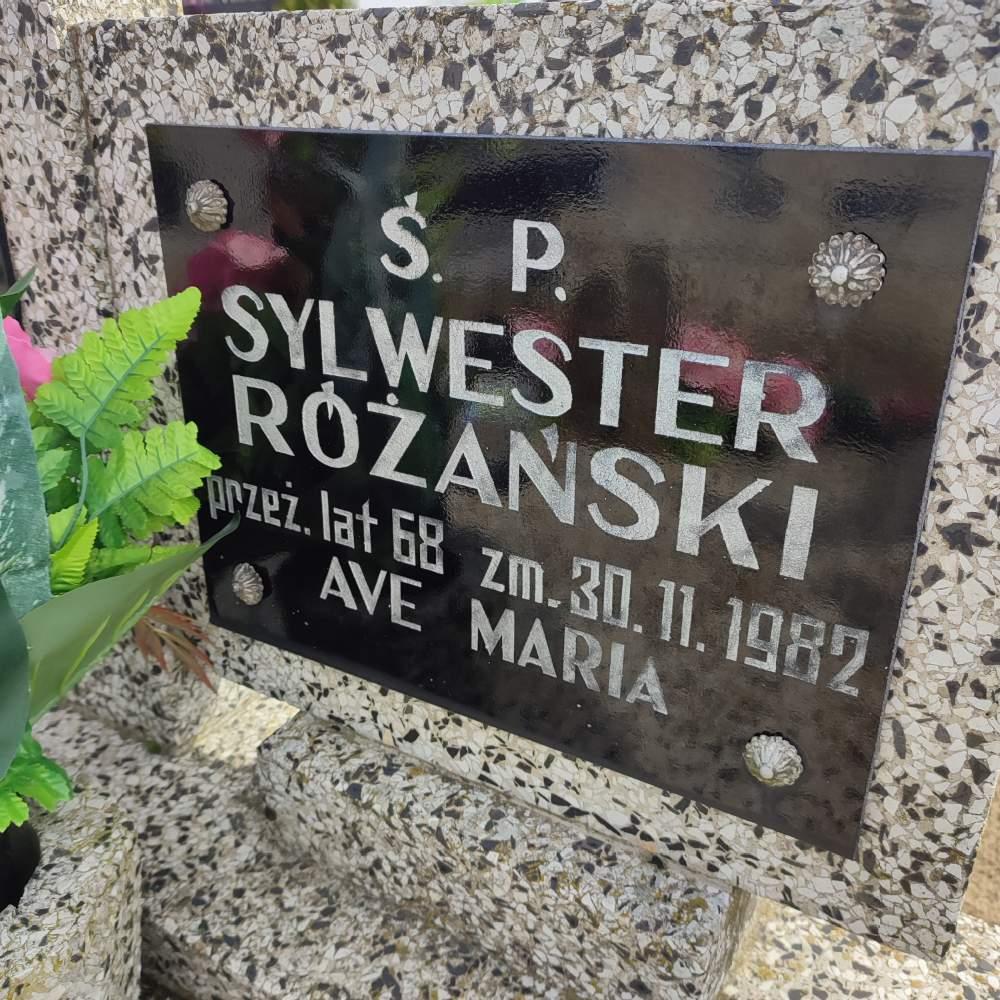 Ś. P.
SYLWESTER
RÓŻAŃSKI
przeż. lat 68 zm. 30. 11. 1982
AVE MARIA